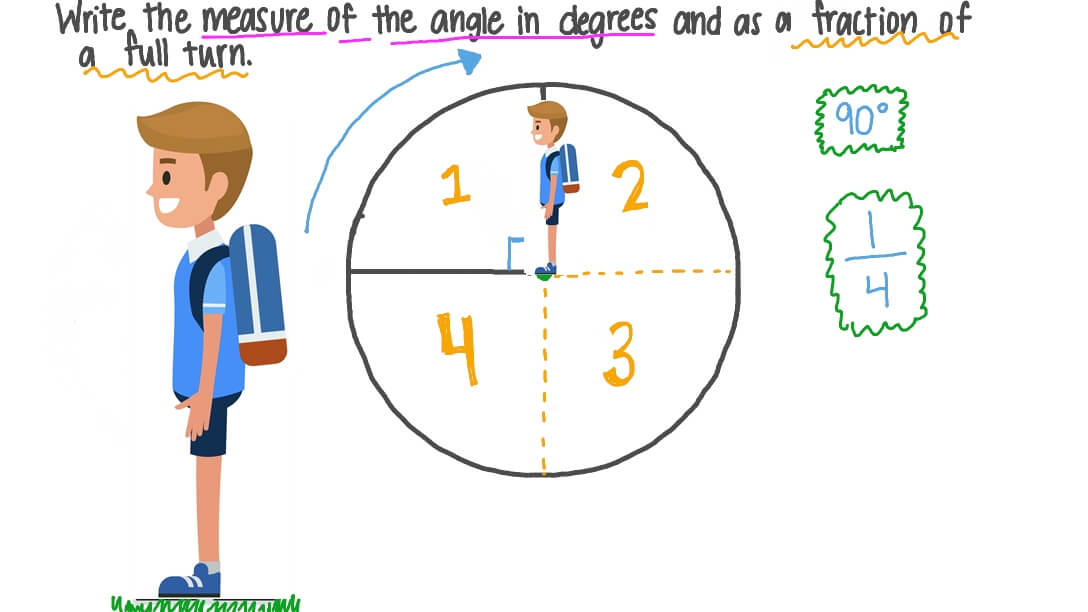 Write the measure of the angle in degrees and as a fraction of
a full turn.
90°
1 2
1
4
4 3